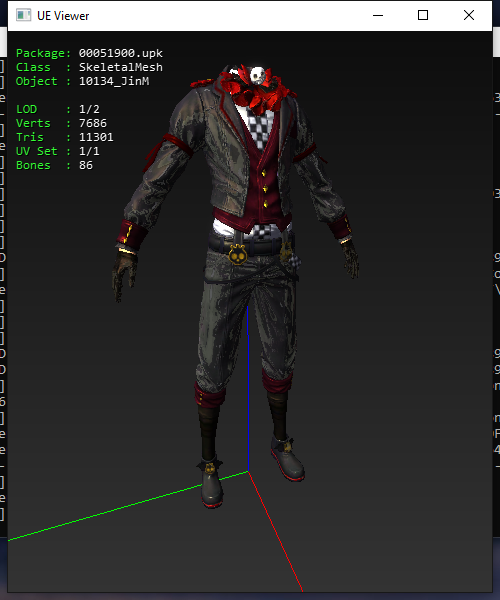 UE Viewer
Package: 00051900.upk
Class : SkeletalMesh
Object : 10134_JinM
LOD : 1/2
Verts : 7686
Tris : 11301
UV Set : 1/1
Bones : 86